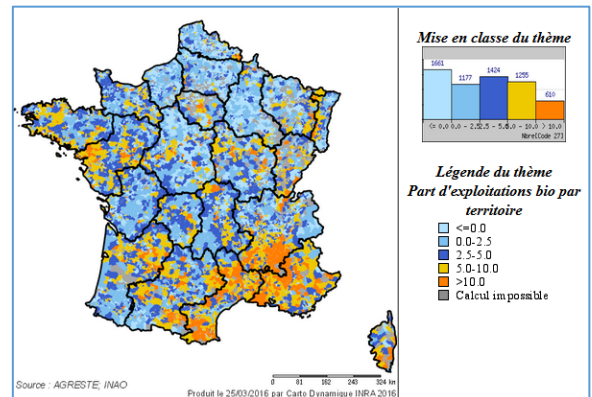 Mise en classe du thème
1661
1177
1424
1255
610
Légende du thème
Part d'exploitations bio par
territoire
<=0.0
0.0-2.5
2.5-5.0
5.0-10.0
>10.0
Calcul impossible
0 81 162 243 324 km
Source : AGRESTE; INAO
Produit le 25/03/2016 par Carto Dynamique INRA 2016